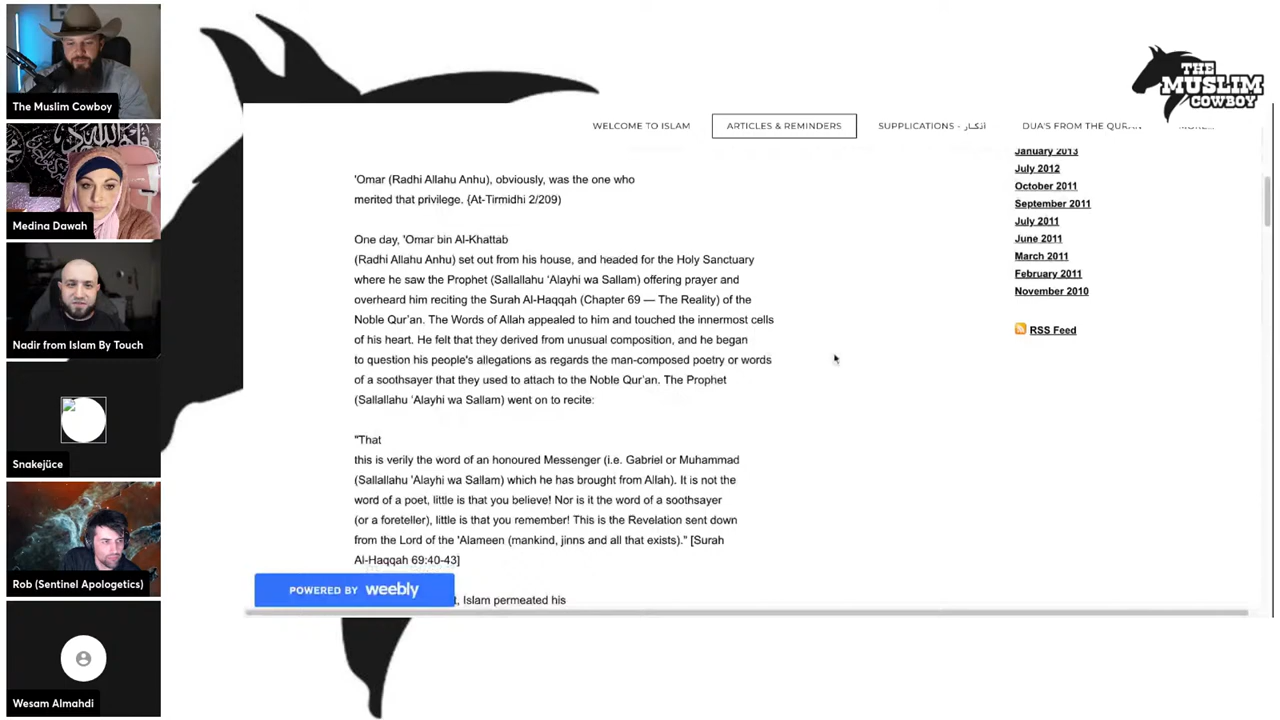 The Muslim Cowboy
Medina Dawah
Nadir from Islam By Touch
Snakejüce
Rob (Sentinel Apologetics)
Wesam Almahdi
THE
MUSLIM
COWBOY
WELCOME TO ISLAM
ARTICLES & REMINDERS
SUPPLICATIONS - اذكار
DUA'S FROM THE QURAN
MORE...
'Omar (Radhi Allahu Anhu), obviously, was the one who
merited that privilege. {At-Tirmidhi 2/209)
One day, 'Omar bin Al-Khattab
(Radhi Allahu Anhu) set out from his house, and headed for the Holy Sanctuary
where he saw the Prophet (Sallallahu ‘Alayhi wa Sallam) offering prayer and
overheard him reciting the Surah Al-Haqqah (Chapter 69 — The Reality) of the
Noble Qur’an. The Words of Allah appealed to him and touched the innermost cells
of his heart. He felt that they derived from unusual composition, and he began
to question his people's allegations as regards the man-composed poetry or words
of a soothsayer that they used to attach to the Noble Qur’an. The Prophet
(Sallallahu ‘Alayhi wa Sallam) went on to recite:
"That
this is verily the word of an honoured Messenger (i.e. Gabriel or Muhammad
(Sallallahu 'Alayhi wa Sallam) which he has brought from Allah). It is not the
word of a poet, little is that you believe! Nor is it the word of a soothsayer
(or a foreteller), little is that you remember! This is the Revelation sent down
from the Lord of the 'Alameen (mankind, jinns and all that exists)." [Surah
Al-Haqqah 69:40-43]
t, Islam permeated his
POWERED BY weebly
January 2013
July 2012
October 2011
September 2011
July 2011
June 2011
March 2011
February 2011
November 2010
RSS Feed